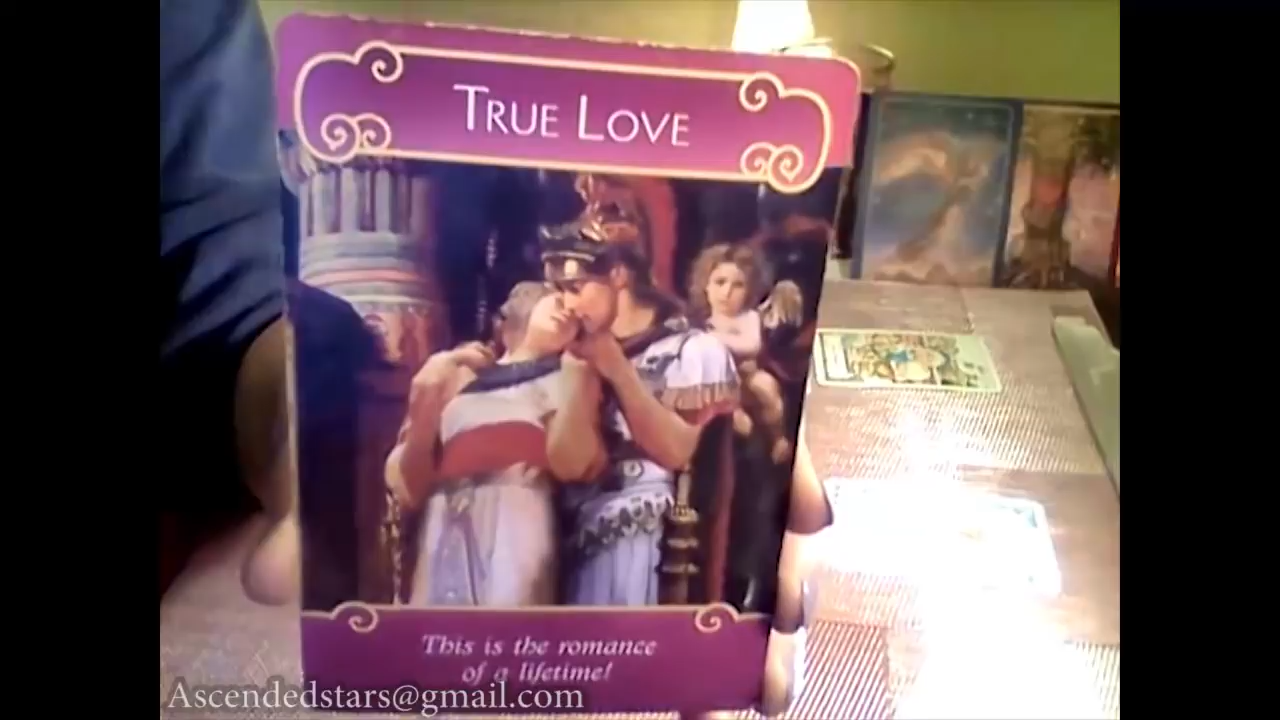 TRUE LOVE
This is the romance
of a lifetime!
Ascendedstars@gmail.com